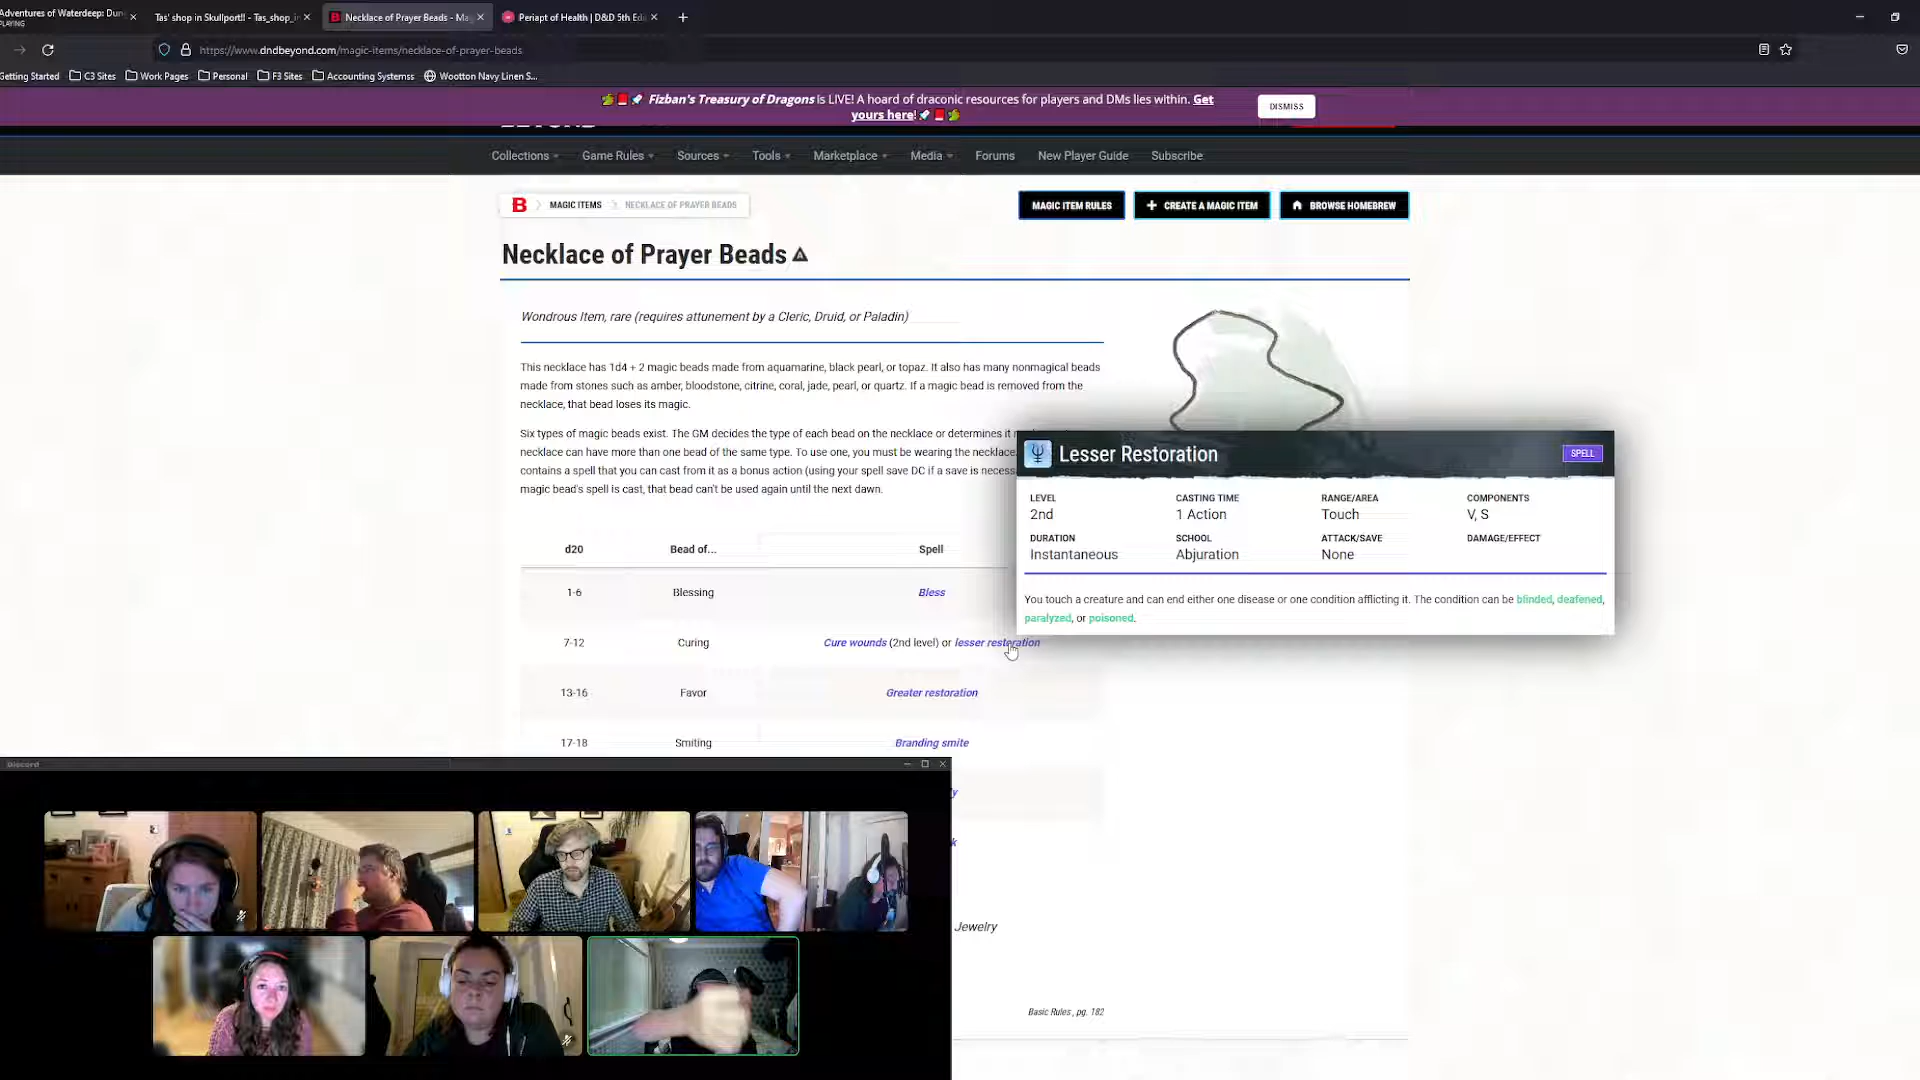 Adventures of Waterdeep: Dun
PLAYING
Tas' shop in Skullport!! - Tas_shop_i
Necklace of Prayer Beads - Ma
Periapt of Health | D&D 5th Ed
https://www.dndbeyond.com/magic-items/necklace-of-prayer-beads
Getting Started
C3 Sites
Work Pages
Personal
F3 Sites
Accounting Systemss
Wootton Navy Linen S...
Fizban's Treasury of Dragons is LIVE! A hoard of draconic resources for players and DMs lies within. Get
yours here!
DISMISS
BEYOND
Collections
Game Rules
Sources
Tools
Marketplace
Media
Forums
New Player Guide
Subscribe
B
MAGIC ITEMS
NECKLACE OF PRAYER BEADS
MAGIC ITEM RULES
+ CREATE A MAGIC ITEM
BROWSE HOMEBREW
Necklace of Prayer Beads
Wondrous Item, rare (requires attunement by a Cleric, Druid, or Paladin)
This necklace has 1d4 + 2 magic beads made from aquamarine, black pearl, or topaz. It also has many nonmagical beads
made from stones such as amber, bloodstone, citrine, coral, jade, pearl, or quartz. If a magic bead is removed from the
necklace, that bead loses its magic.
Six types of magic beads exist. The GM decides the type of each bead on the necklace or determines it
necklace can have more than one bead of the same type. To use one, you must be wearing the necklace.
contains a spell that you can cast from it as a bonus action (using your spell save DC if a save is necess
magic bead's spell is cast, that bead can't be used again until the next dawn.
Lesser Restoration
SPELL
LEVEL
2nd
CASTING TIME
1 Action
RANGE/AREA
Touch
COMPONENTS
V, S
DURATION
Instantaneous
SCHOOL
Abjuration
ATTACK/SAVE
None
DAMAGE/EFFECT
You touch a creature and can end either one disease or one condition afflicting it. The condition can be blinded, deafened,
paralyzed, or poisoned.
d20 Bead of... Spell
1-6 Blessing Bless
7-12 Curing Cure wounds (2nd level) or lesser restoration
13-16 Favor Greater restoration
17-18 Smiting Branding smite
Discord
y
k
Jewelry
Basic Rules , pg. 182